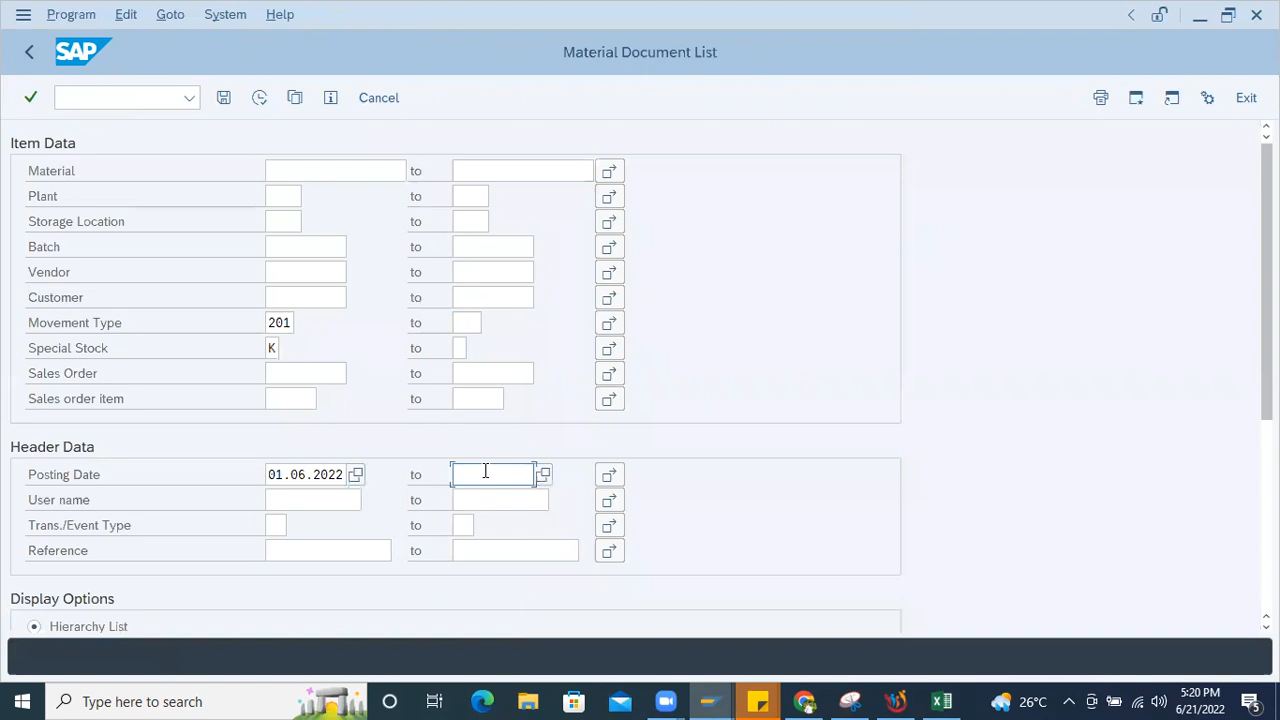 Program Edit Goto System Help
SAP Material Document List
Cancel Exit
Item Data
Material to
Plant to
Storage Location to
Batch to
Vendor to
Customer to
Movement Type 201 to
Special Stock K to
Sales Order to
Sales order item to
Header Data
Posting Date 01.06.2022 to
User name to
Trans./Event Type to
Reference to
Display Options
Hierarchy List
Type here to search 26°C 5:20 PM
6/21/2022 5